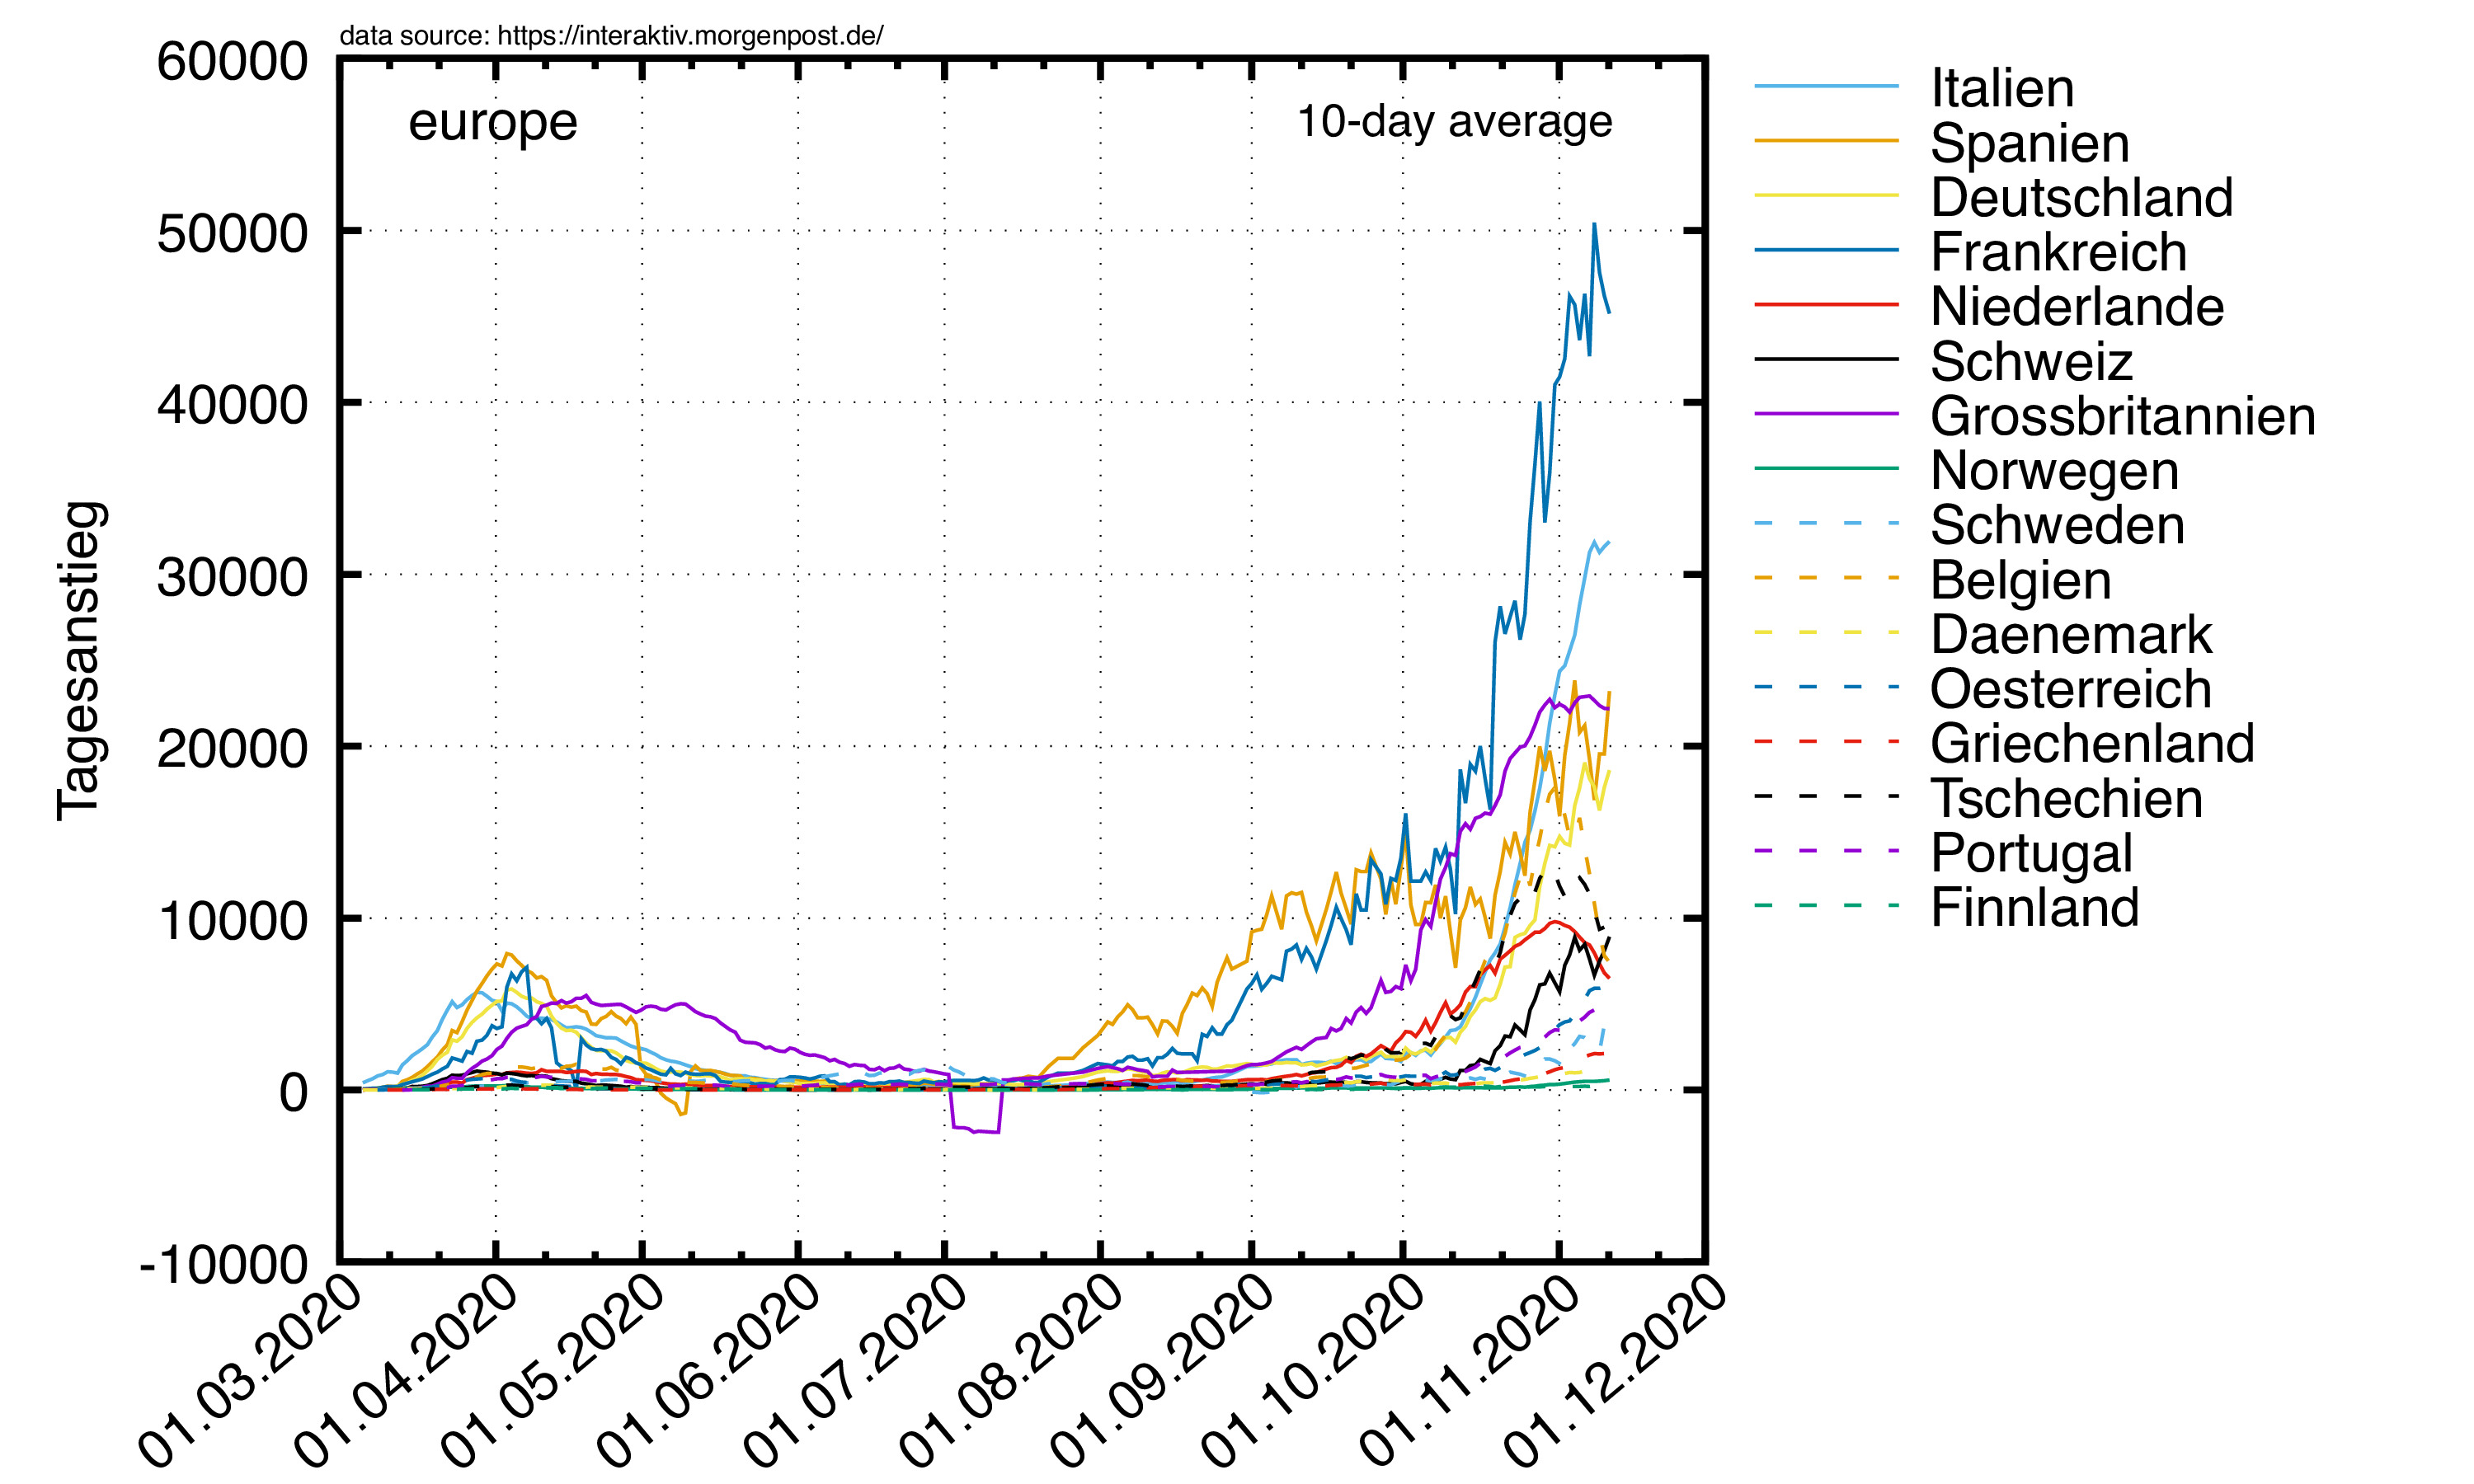 data source: https://interaktiv.morgenpost.de/
europe
10-day average
Tagesanstieg
60000
50000
40000
30000
20000
10000
0
-10000
01.03.2020
01.04.2020
01.05.2020
01.06.2020
01.07.2020
01.08.2020
01.09.2020
01.10.2020
01.11.2020
01.12.2020
Italien
Spanien
Deutschland
Frankreich
Niederlande
Schweiz
Grossbritannien
Norwegen
Schweden
Belgien
Daenemark
Oesterreich
Griechenland
Tschechien
Portugal
Finnland